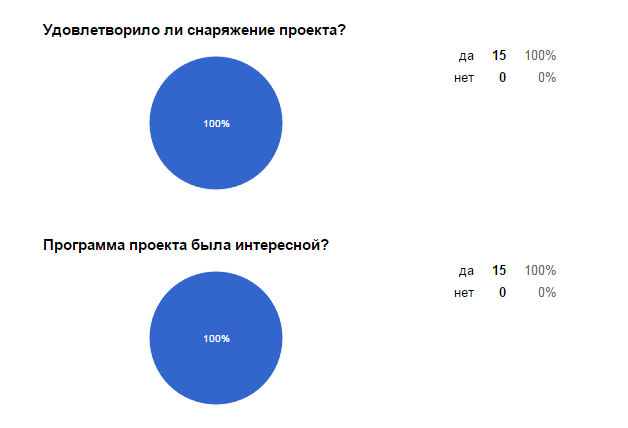 Удовлетворило ли снаряжение проекта?
да 15 100%
нет 0 0%
100%
Программа проекта была интересной?
да 15 100%
нет 0 0%
100%